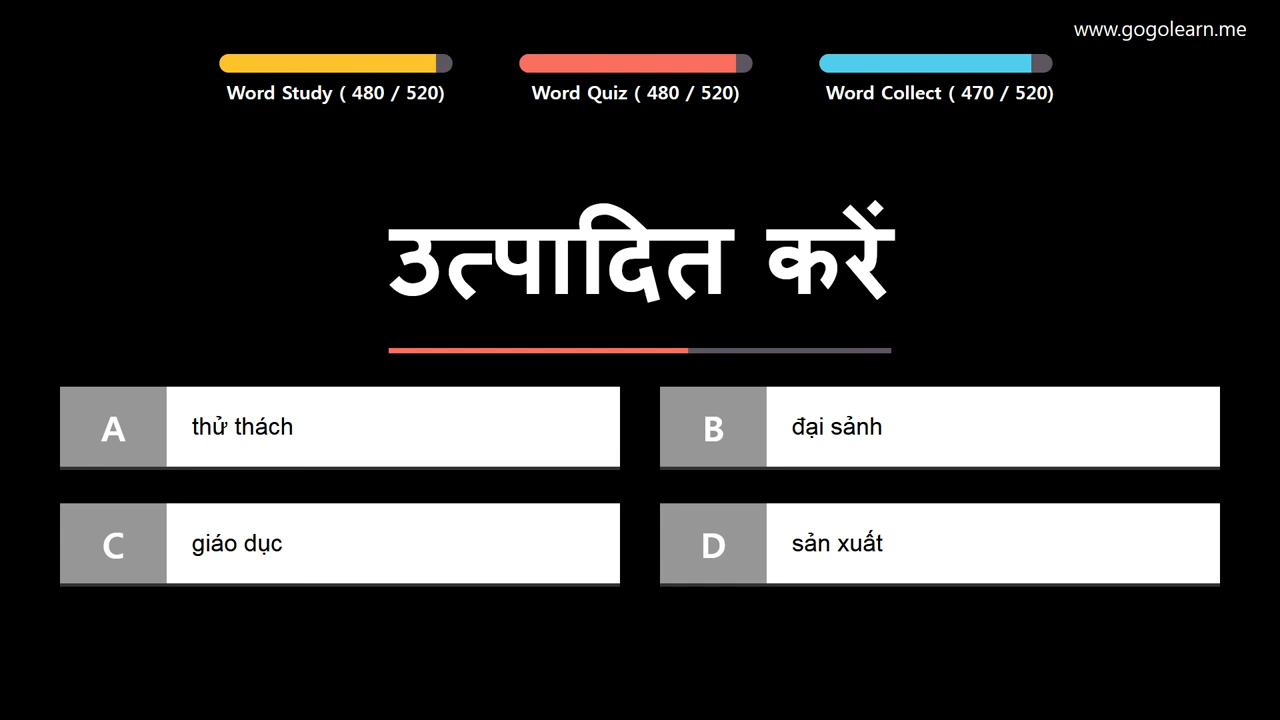 www.gogolearn.me
Word Study ( 480 / 520)
Word Quiz ( 480 / 520)
Word Collect ( 470 / 520)
उत्पादित करें
A thử thách
B đại sảnh
C giáo dục
D sản xuất